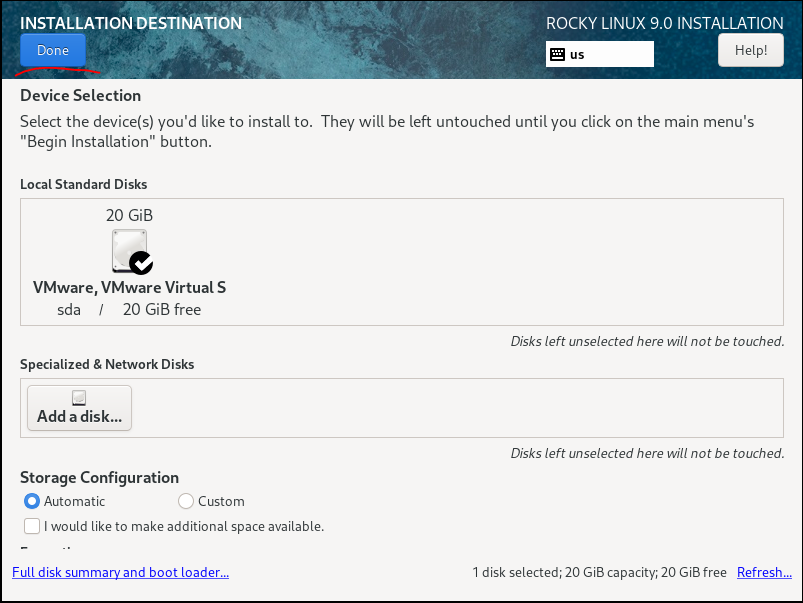 INSTALLATION DESTINATION
ROCKY LINUX 9.0 INSTALLATION
Done
us
Help!
Device Selection
Select the device(s) you'd like to install to.  They will be left untouched until you click on the main menu's
"Begin Installation" button.
Local Standard Disks
20 GiB
VMware, VMware Virtual S
sda / 20 GiB free
Disks left unselected here will not be touched.
Specialized & Network Disks
Add a disk...
Disks left unselected here will not be touched.
Storage Configuration
Automatic
Custom
I would like to make additional space available.
Full disk summary and boot loader...
1 disk selected; 20 GiB capacity; 20 GiB free
Refresh...